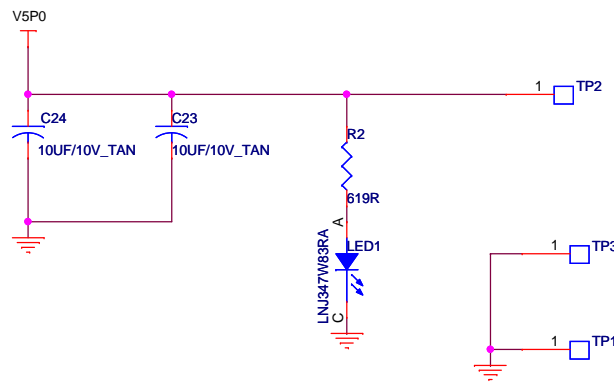 V5P0
1
TP2
C24
C23
10UF/10V_TAN
10UF/10V_TAN
R2
619R
A
LED1
LNJ347W83RA
C
1
TP3
1
TP1